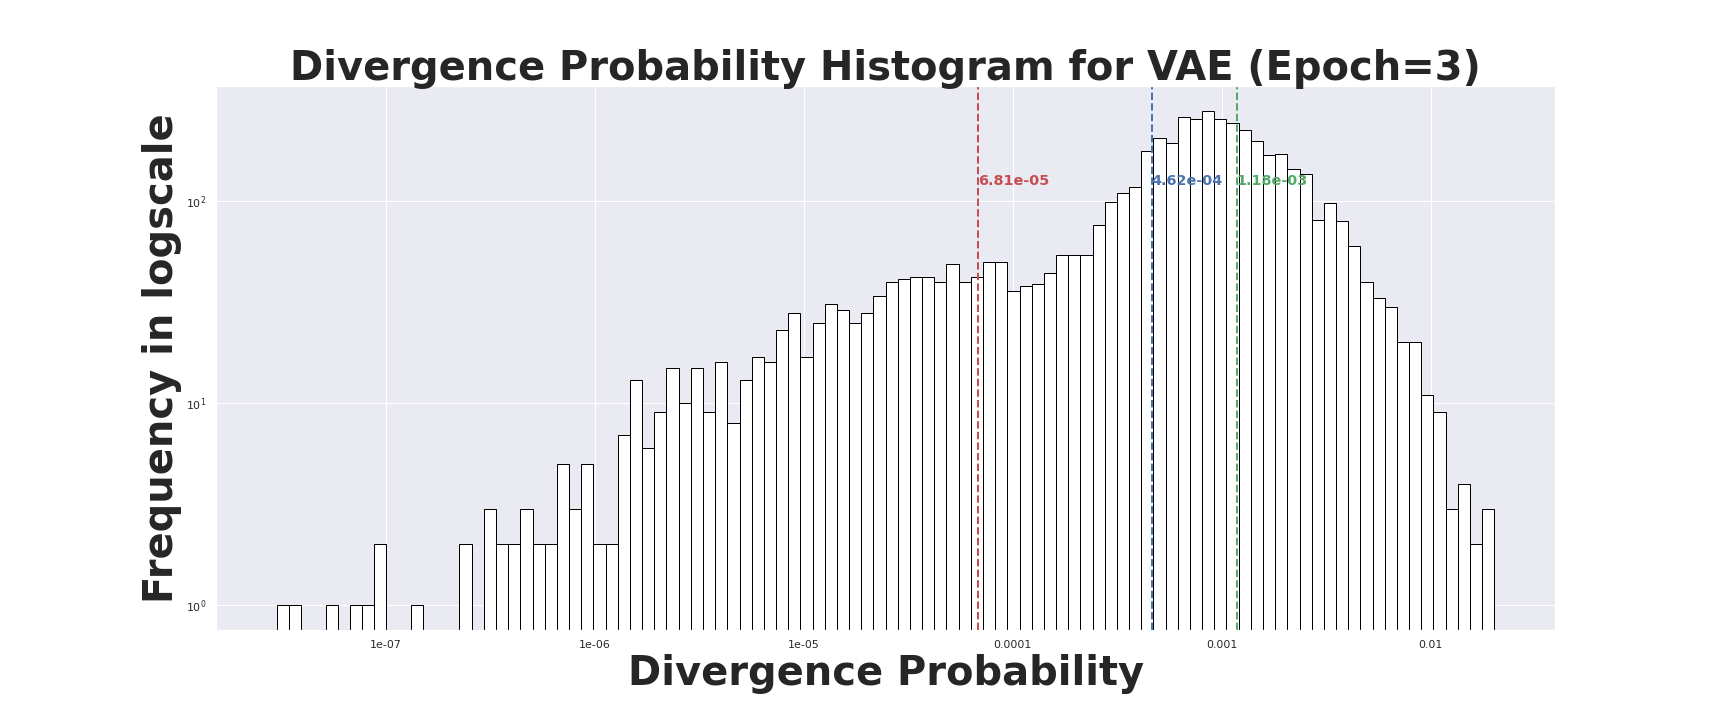 Divergence Probability Histogram for VAE (Epoch=3)
Frequency in logscale
10²
10¹
10⁰
6.81e-05
4.62e-04
1.18e-03
1e-07
1e-06
1e-05
0.0001
0.001
0.01
Divergence Probability